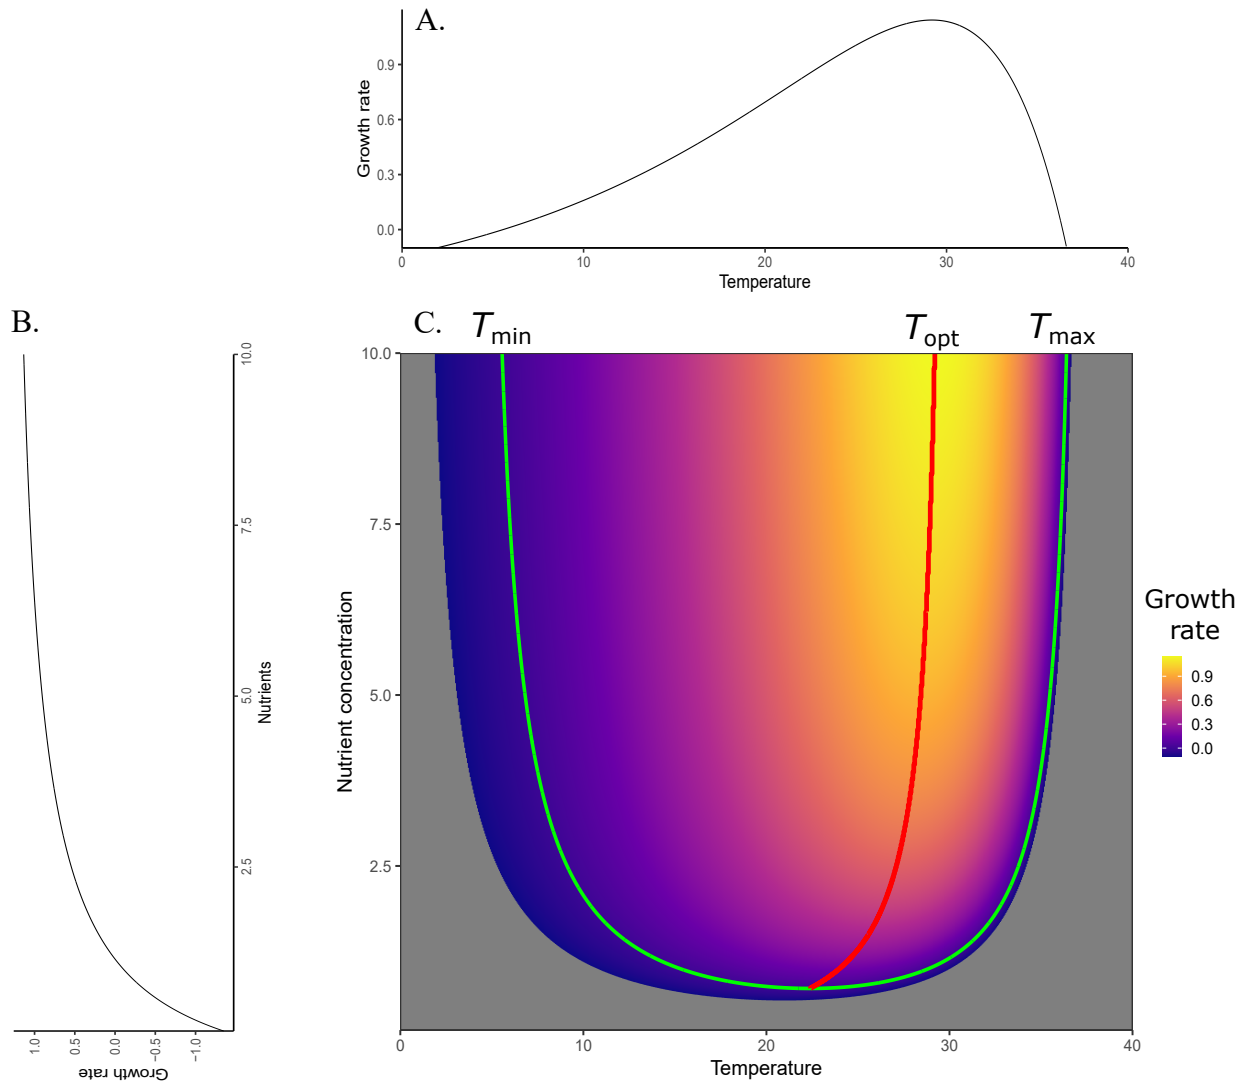 A.
Growth rate
0.9
0.6
0.3
0.0
0 10 20 30 40
Temperature
B.
10.0
7.5
5.0
2.5
Nutrients
1.0 0.5 0.0 −0.5 −1.0
Growth rate
C.
Tmin Topt Tmax
10.0
7.5
5.0
2.5
Nutrient concentration
0 10 20 30 40
Temperature
Growth
rate
0.9
0.6
0.3
0.0